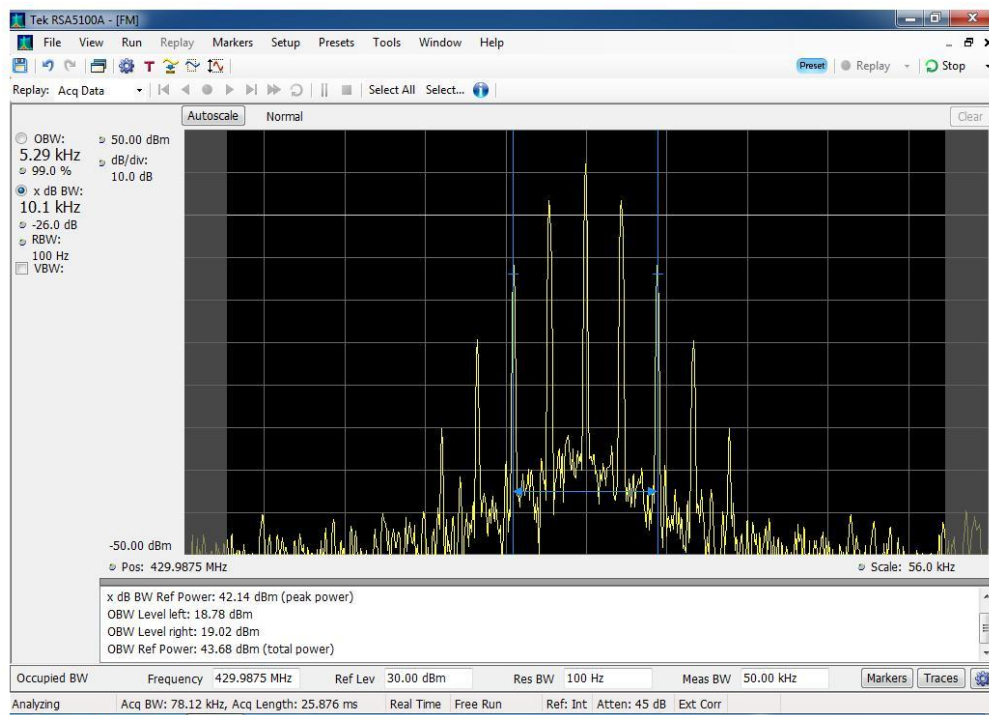 Tek RSA5100A - [FM]
File View Run Replay Markers Setup Presets Tools Window Help
T Preset Replay Stop
Replay: Acq Data Select All Select...
Autoscale Normal Clear
OBW:
5.29 kHz
99.0 %
x dB BW:
10.1 kHz
-26.0 dB
RBW:
100 Hz
VBW:
50.00 dBm
dB/div:
10.0 dB
-50.00 dBm
Pos: 429.9875 MHz Scale: 56.0 kHz
x dB BW Ref Power: 42.14 dBm (peak power)
OBW Level left: 18.78 dBm
OBW Level right: 19.02 dBm
OBW Ref Power: 43.68 dBm (total power)
Occupied BW Frequency 429.9875 MHz Ref Lev 30.00 dBm Res BW 100 Hz Meas BW 50.00 kHz Markers Traces
Analyzing Acq BW: 78.12 kHz, Acq Length: 25.876 ms Real Time Free Run Ref: Int Atten: 45 dB Ext Corr